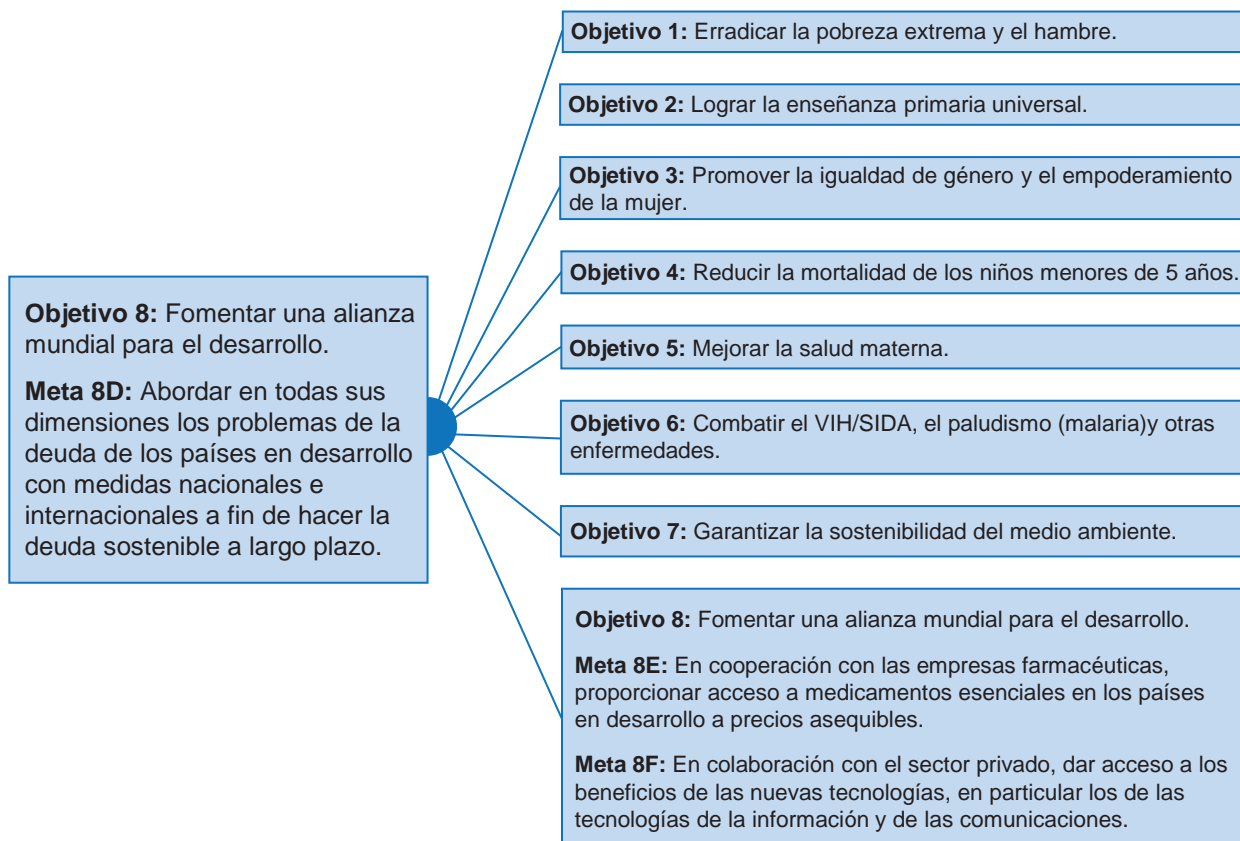 Objetivo 8: Fomentar una alianza
mundial para el desarrollo.
Meta 8D: Abordar en todas sus
dimensiones los problemas de la
deuda de los países en desarrollo
con medidas nacionales e
internacionales a fin de hacer la
deuda sostenible a largo plazo.
Objetivo 1: Erradicar la pobreza extrema y el hambre.
Objetivo 2: Lograr la enseñanza primaria universal.
Objetivo 3: Promover la igualdad de género y el empoderamiento
de la mujer.
Objetivo 4: Reducir la mortalidad de los niños menores de 5 años.
Objetivo 5: Mejorar la salud materna.
Objetivo 6: Combatir el VIH/SIDA, el paludismo (malaria)y otras
enfermedades.
Objetivo 7: Garantizar la sostenibilidad del medio ambiente.
Objetivo 8: Fomentar una alianza mundial para el desarrollo.
Meta 8E: En cooperación con las empresas farmacéuticas,
proporcionar acceso a medicamentos esenciales en los países
en desarrollo a precios asequibles.
Meta 8F: En colaboración con el sector privado, dar acceso a los
beneficios de las nuevas tecnologías, en particular los de las
tecnologías de la información y de las comunicaciones.